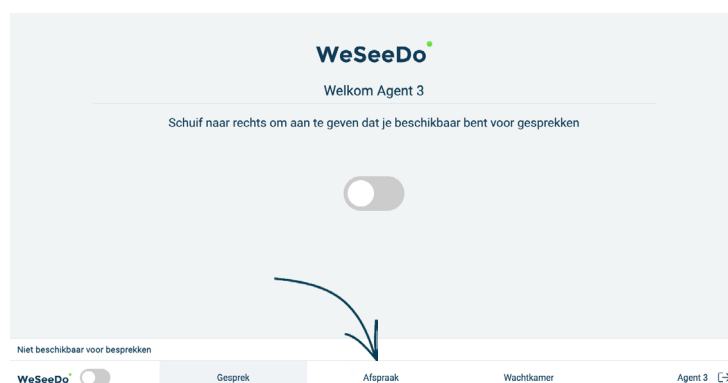 WeSeeDo
Welkom Agent 3
Schuif naar rechts om aan te geven dat je beschikbaar bent voor gesprekken
Niet beschikbaar voor besprekken
WeSeeDo Gesprek Afspraak Wachtkamer Agent 3